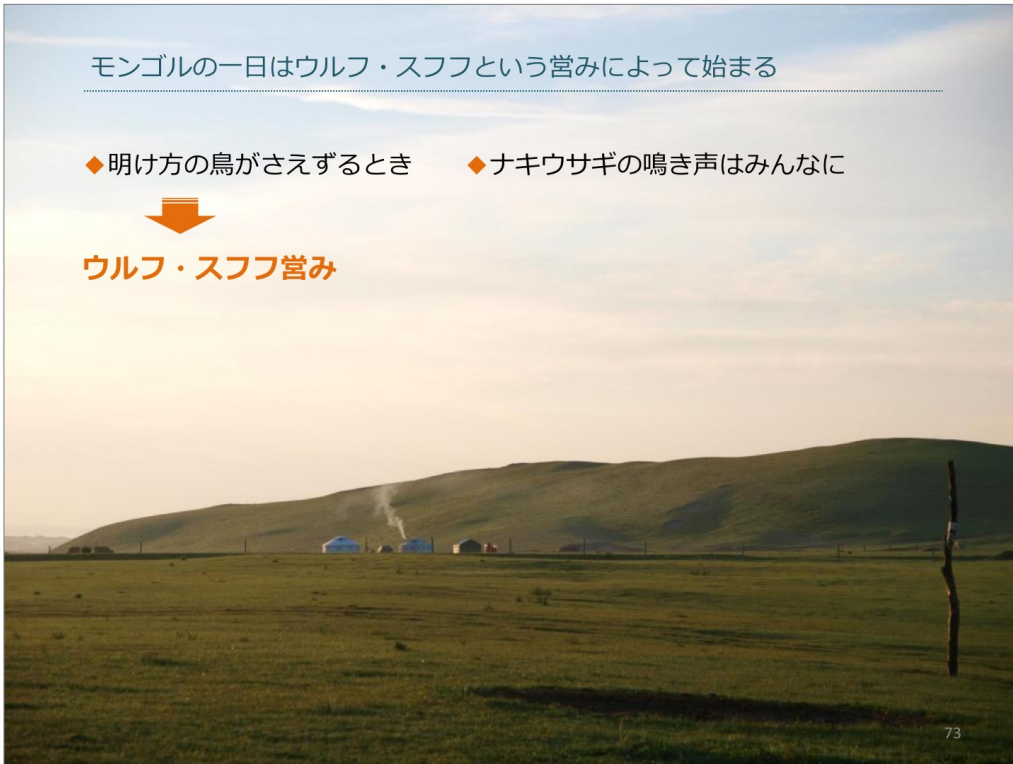 モンゴルの一日はウルフ・スフフという営みによって始まる
◆明け方の鳥がさえずるとき
◆ナキウサギの鳴き声はみんなに
ウルフ・スフフ営み
73